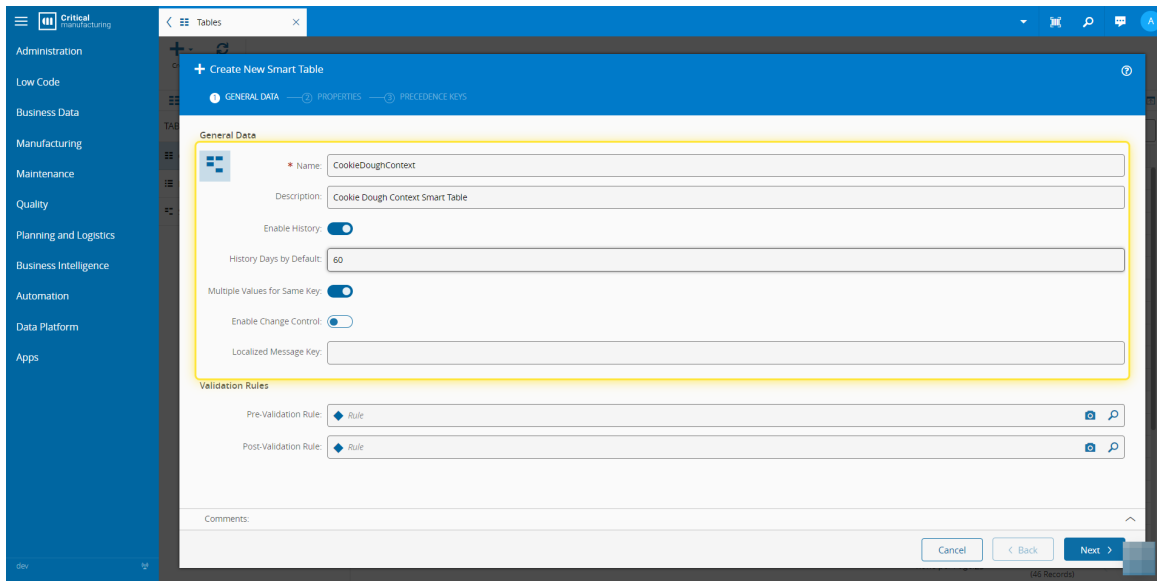 Critical
manufacturing
Tables
A
Administration
Low Code
Business Data
Manufacturing
Maintenance
Quality
Planning and Logistics
Business Intelligence
Automation
Data Platform
Apps
dev
Create New Smart Table
1 GENERAL DATA 2 PROPERTIES 3 PRECEDENCE KEYS
General Data
* Name: CookieDoughContext
Description: Cookie Dough Context Smart Table
Enable History:
History Days by Default: 60
Multiple Values for Same Key:
Enable Change Control:
Localized Message Key:
Validation Rules
Pre-Validation Rule: Rule
Post-Validation Rule: Rule
Comments:
Cancel < Back Next >
(46 Records)